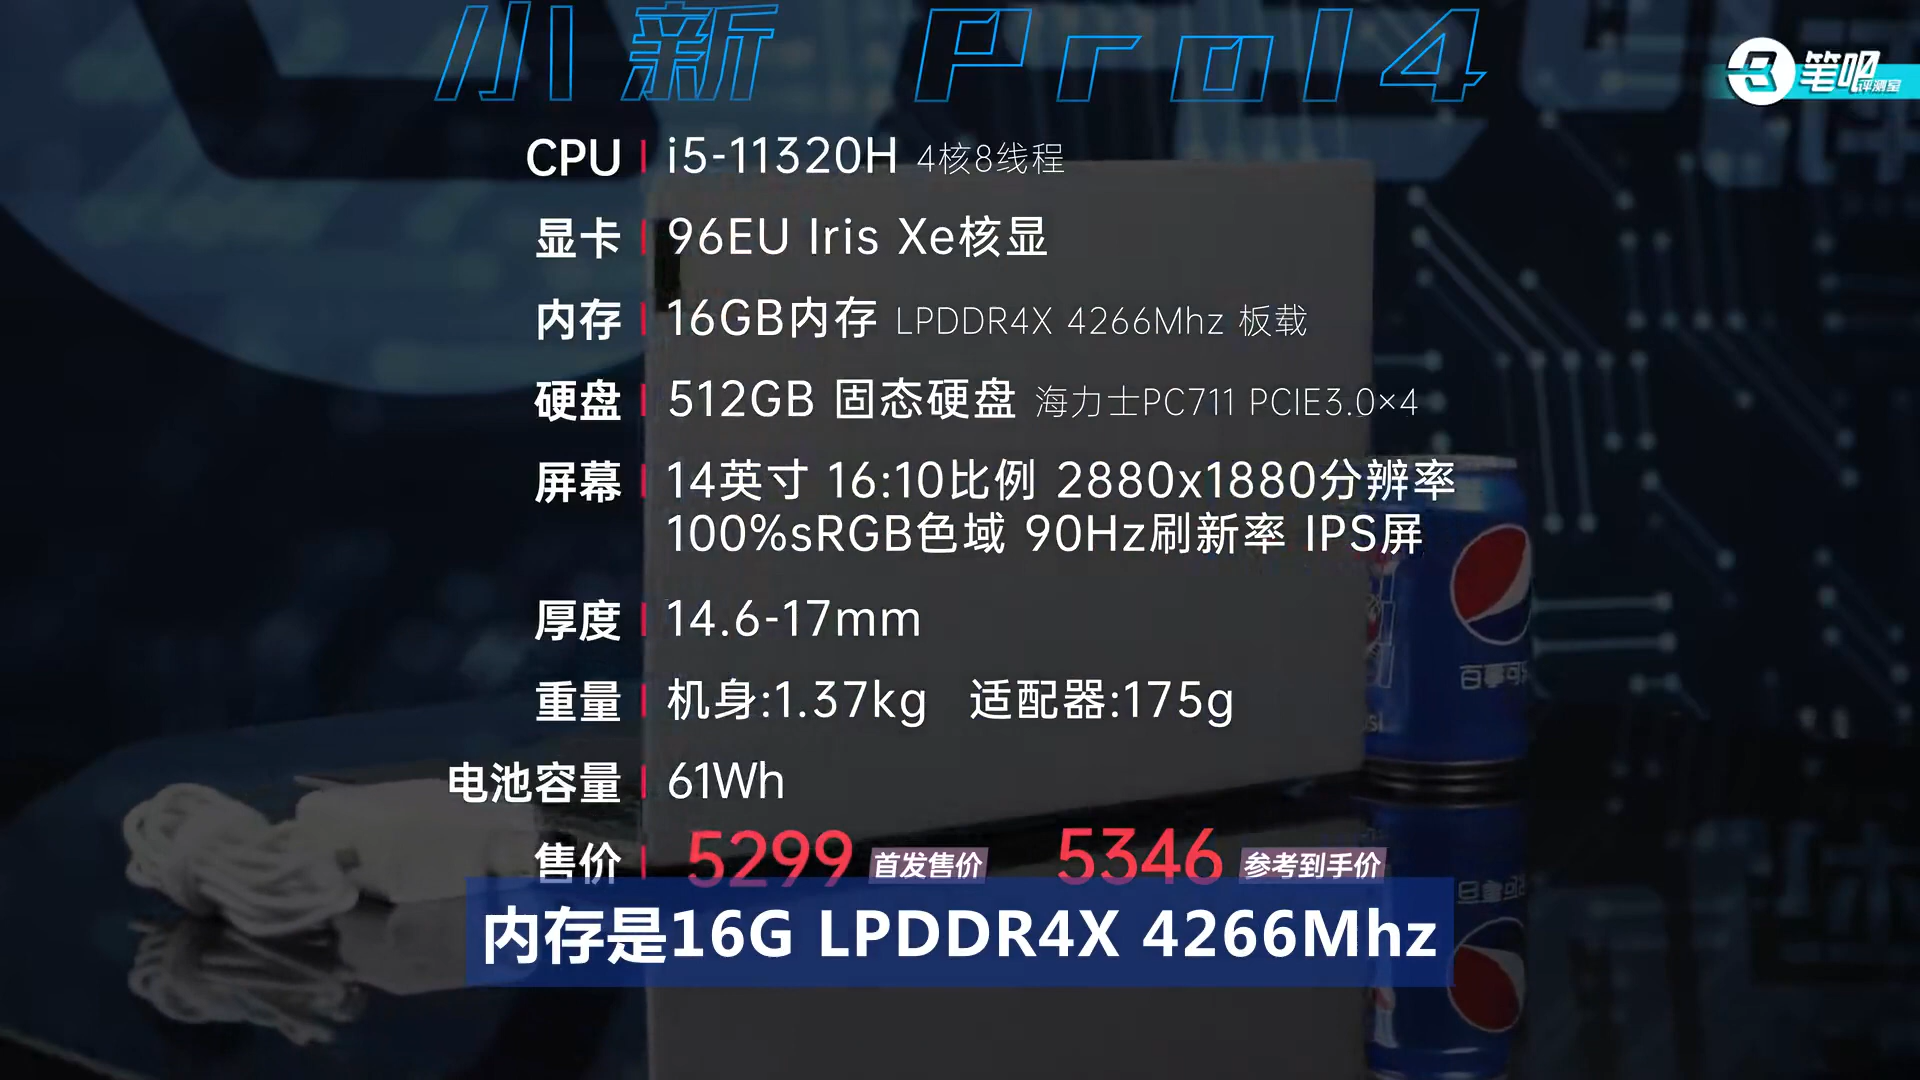 小新 Pro14
笔吧评测室
CPU i5-11320H 4核8线程
显卡 96EU Iris Xe核显
内存 16GB内存 LPDDR4X 4266Mhz 板载
硬盘 512GB 固态硬盘 海力士PC711 PCIE3.0×4
屏幕 14英寸 16:10比例 2880x1880分辨率
100%sRGB色域 90Hz刷新率 IPS屏
厚度 14.6-17mm
重量 机身:1.37kg 适配器:175g
电池容量 61Wh
售价 5299 首发售价 5346 参考到手价
内存是16G LPDDR4X 4266Mhz
百事可乐